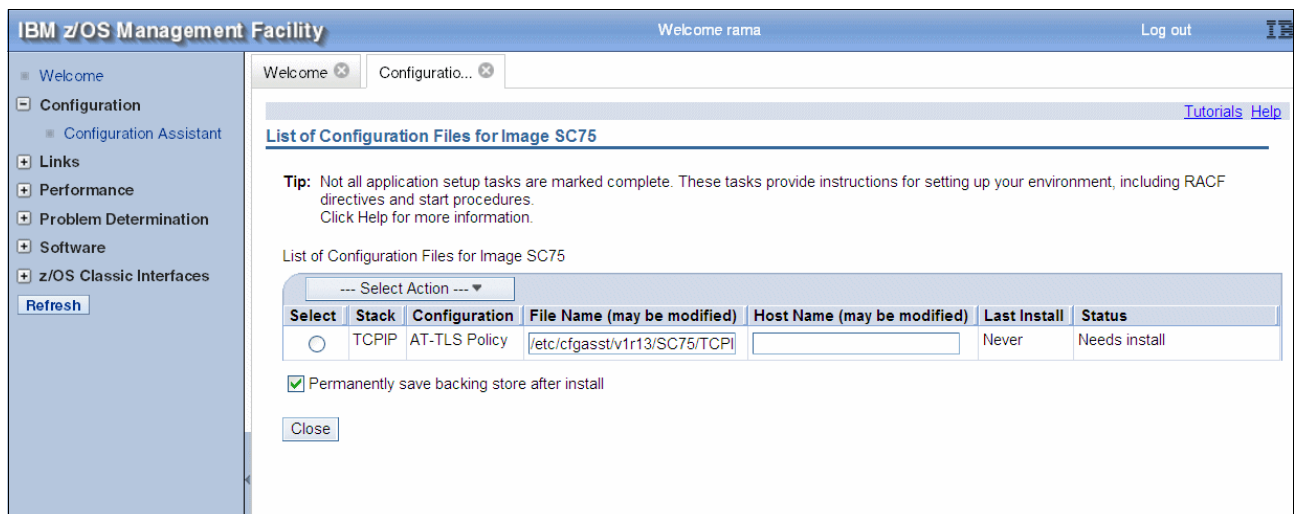 IBM z/OS Management Facility
Welcome rama
Log out
Welcome
Configuration
Configuration Assistant
Links
Performance
Problem Determination
Software
z/OS Classic Interfaces
Refresh
Welcome
Configuratio...
Tutorials Help
List of Configuration Files for Image SC75
Tip: Not all application setup tasks are marked complete. These tasks provide instructions for setting up your environment, including RACF
directives and start procedures.
Click Help for more information.
List of Configuration Files for Image SC75
--- Select Action ---
Select Stack Configuration File Name (may be modified) Host Name (may be modified) Last Install Status
TCPIP AT-TLS Policy /etc/cfgasst/v1r13/SC75/TCPI Never Needs install
Permanently save backing store after install
Close